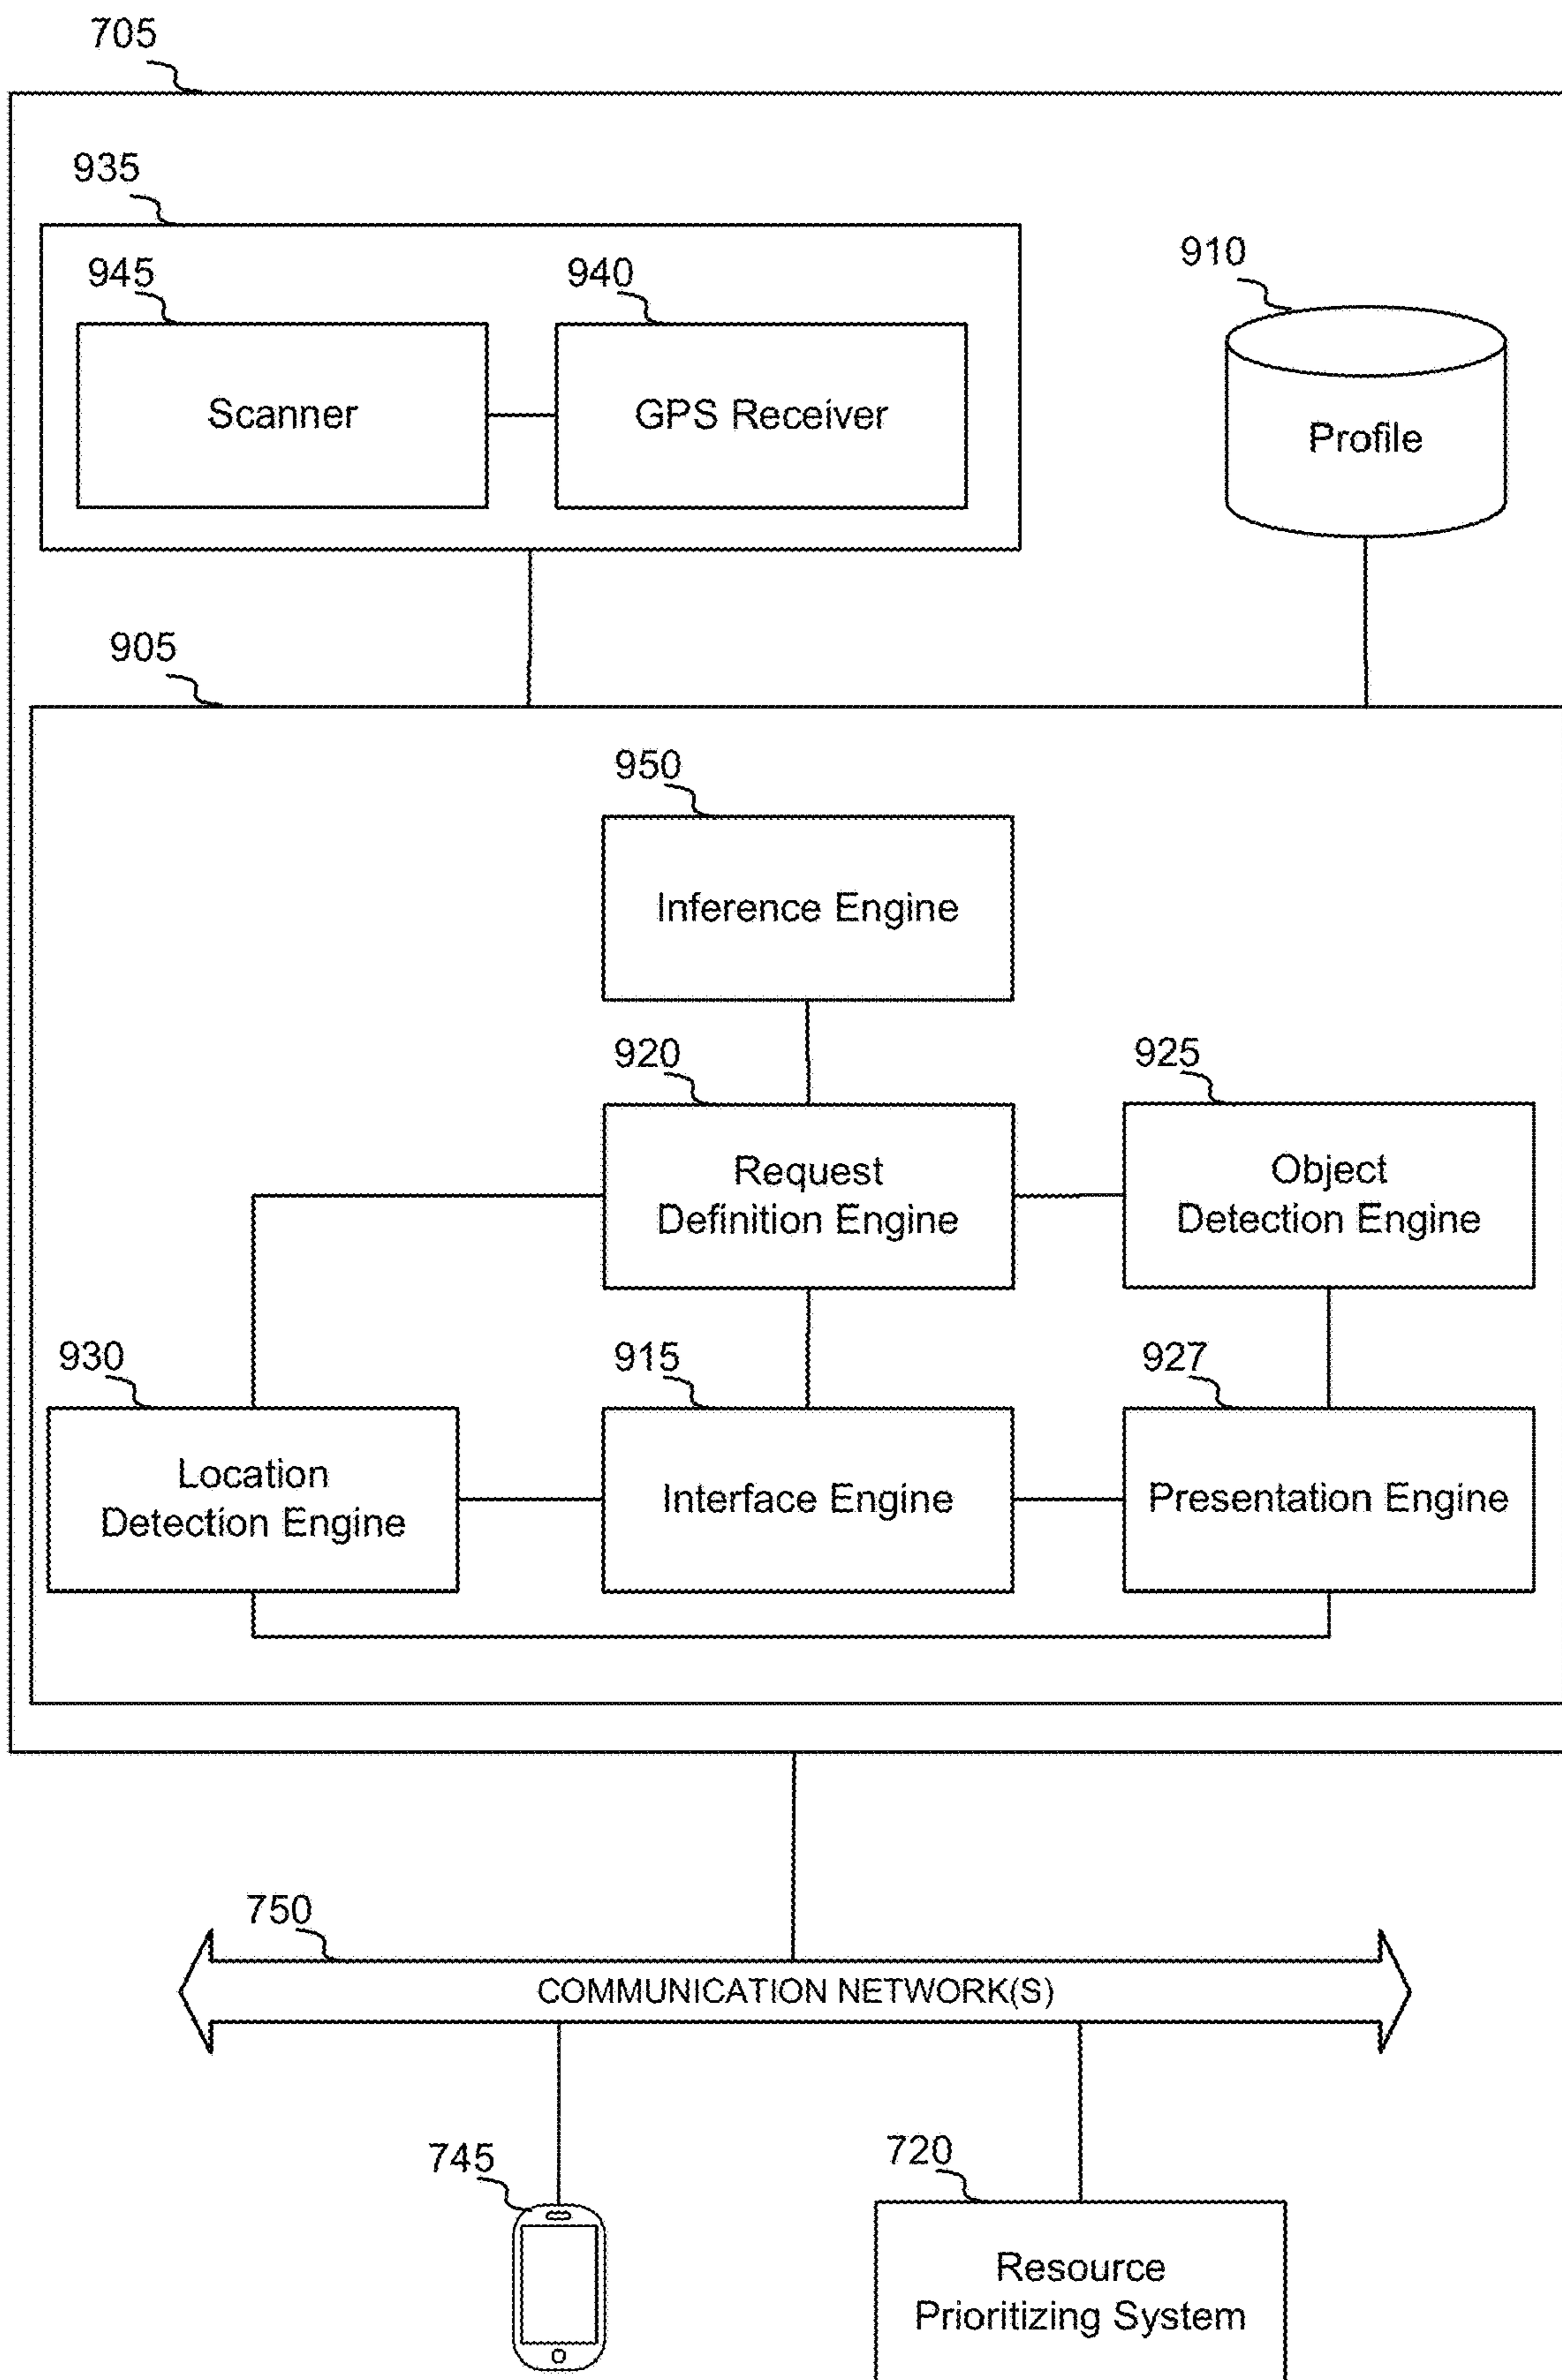 705
935
945
940
910
Scanner
GPS Receiver
Profile
905
950
Inference Engine
920
925
Request
Definition Engine
Object
Detection Engine
930
915
927
Location
Detection Engine
Interface Engine
Presentation Engine
750
COMMUNICATION NETWORK(S)
745
720
Resource
Prioritizing System